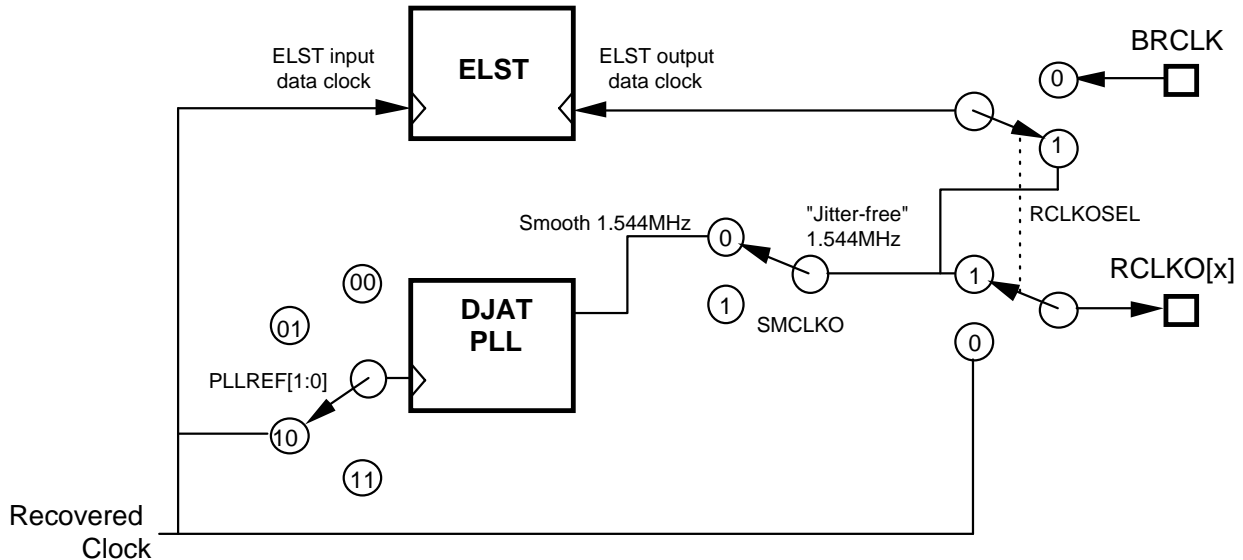 BRCLK
ELST input
data clock
ELST
ELST output
data clock
0
1
"Jitter-free"
1.544MHz
RCLKOSEL
Smooth 1.544MHz
0
00
1
RCLKO[x]
DJAT
PLL
01
1
SMCLKO
0
PLLREF[1:0]
10
11
Recovered
Clock